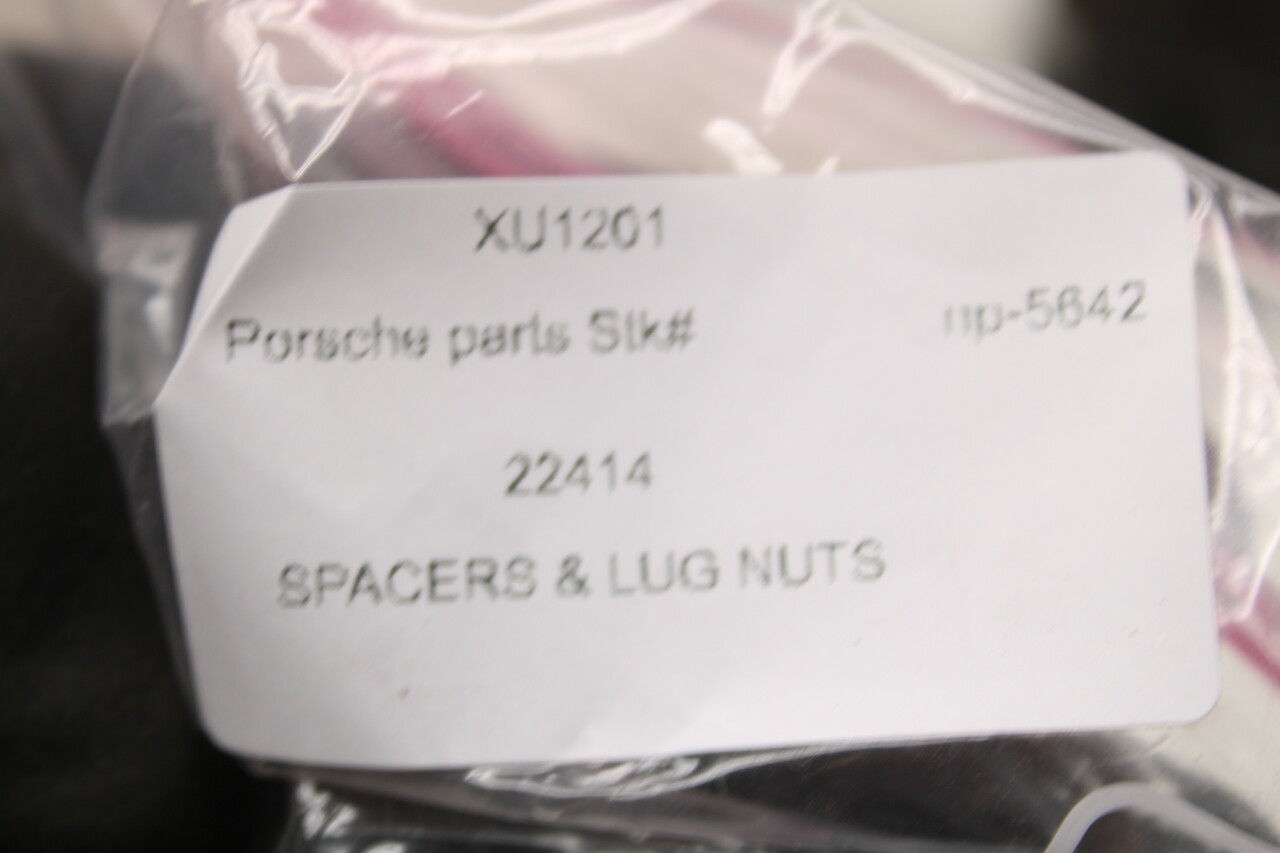 XU1201
Porsche parts Stk# np-5642
22414
SPACERS & LUG NUTS